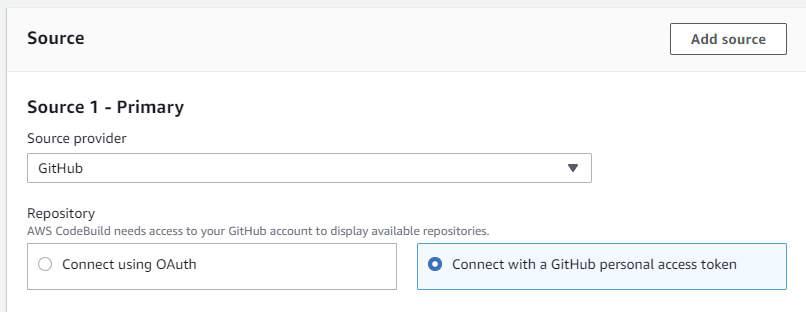 Source
Add source
Source 1 - Primary
Source provider
GitHub
Repository
AWS CodeBuild needs access to your GitHub account to display available repositories.
Connect using OAuth
Connect with a GitHub personal access token